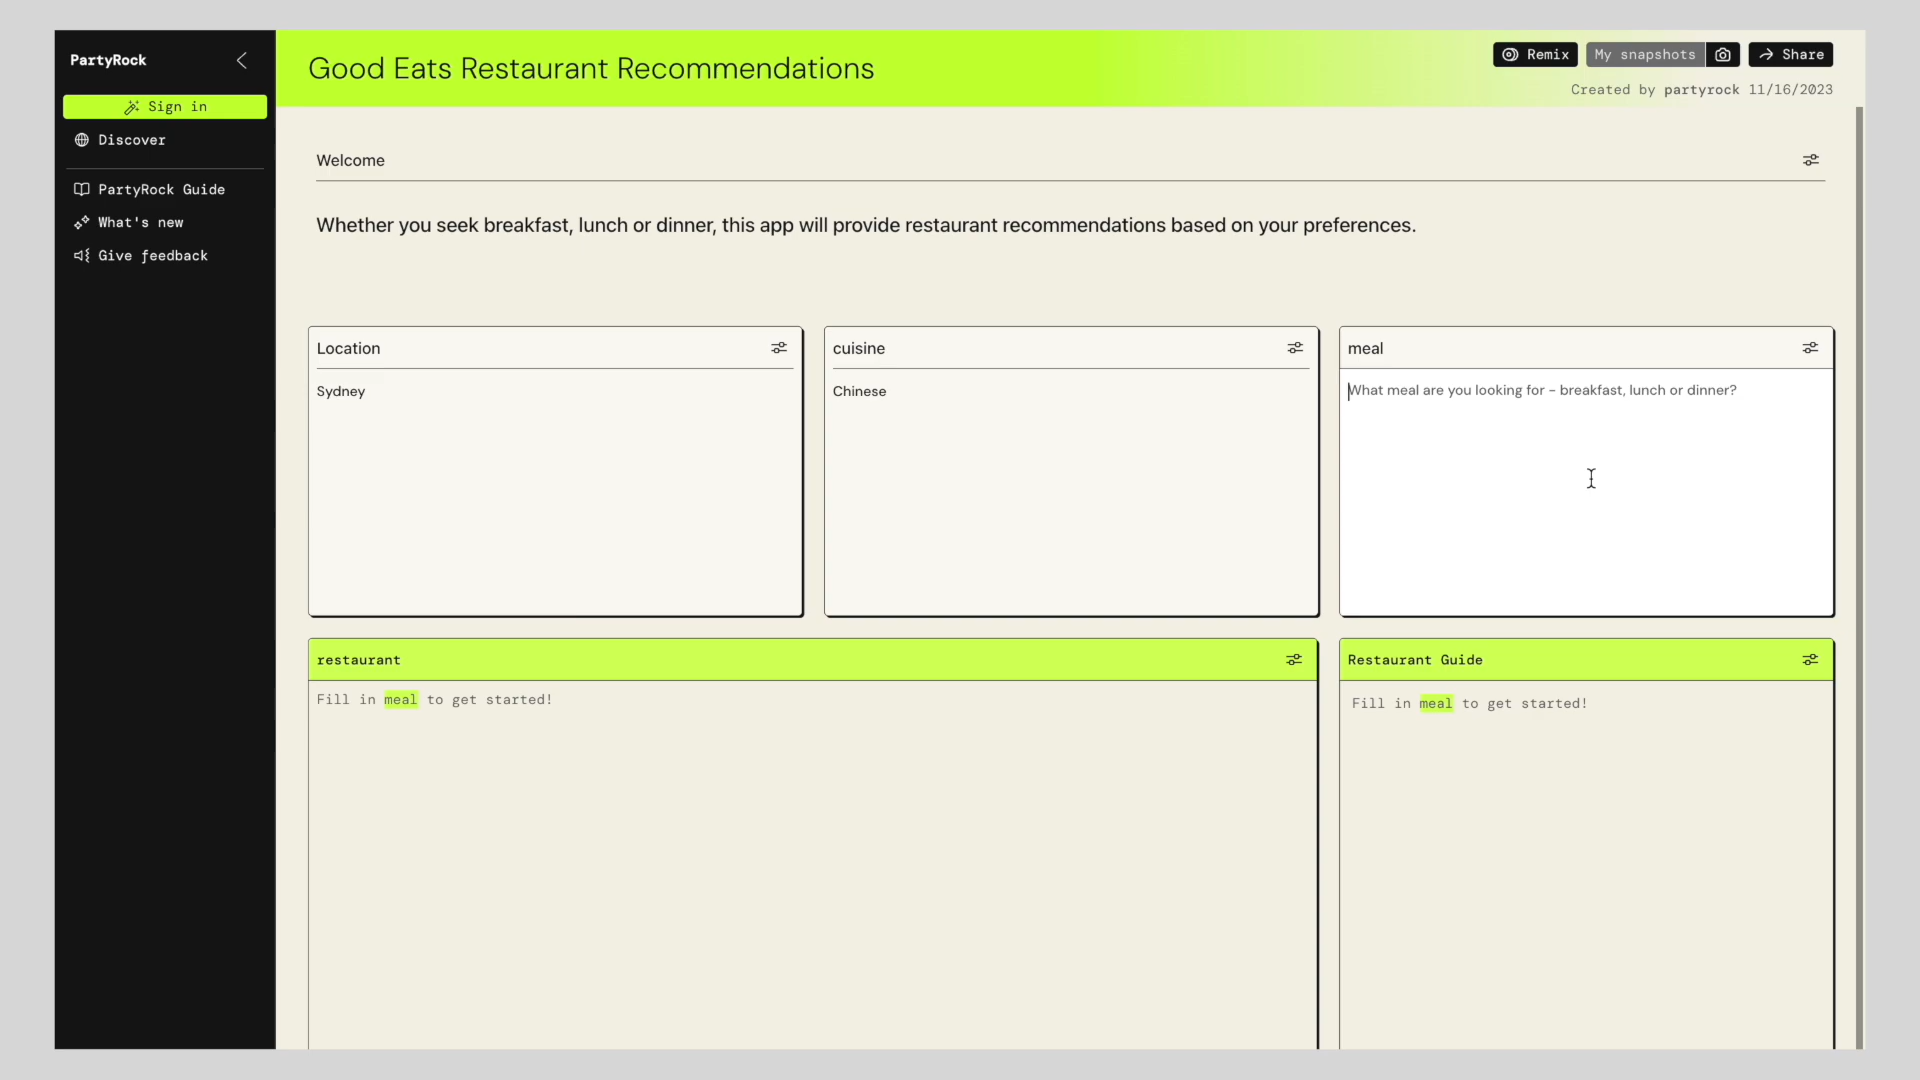 PartyRock
Sign in
Discover
PartyRock Guide
What's new
Give feedback
Good Eats Restaurant Recommendations
Remix
My snapshots
Share
Created by partyrock 11/16/2023
Welcome
Whether you seek breakfast, lunch or dinner, this app will provide restaurant recommendations based on your preferences.
Location
Sydney
cuisine
Chinese
meal
What meal are you looking for - breakfast, lunch or dinner?
restaurant
Fill in meal to get started!
Restaurant Guide
Fill in meal to get started!